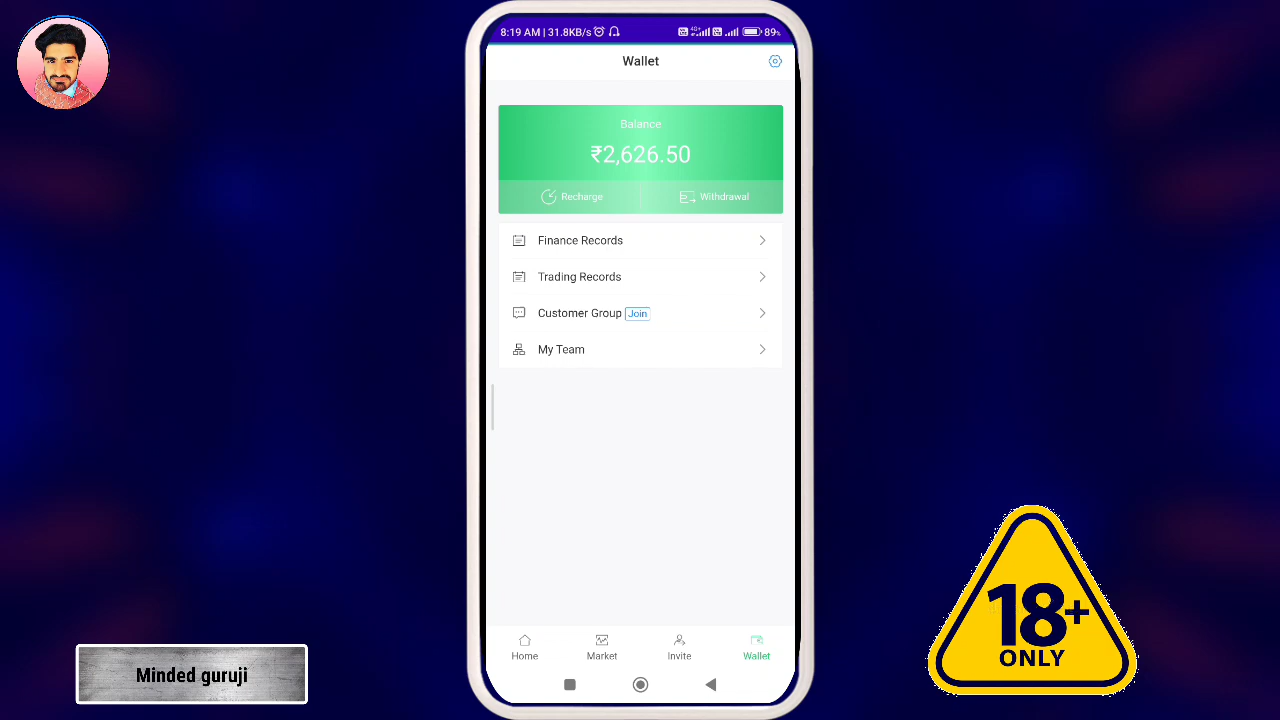 8:19 AM | 31.8KB/s 4G+ 89%
Wallet
Balance
₹2,626.50
Recharge Withdrawal
Finance Records
Trading Records
Customer Group Join
My Team
Home Market Invite Wallet
Minded guruji
18+
ONLY